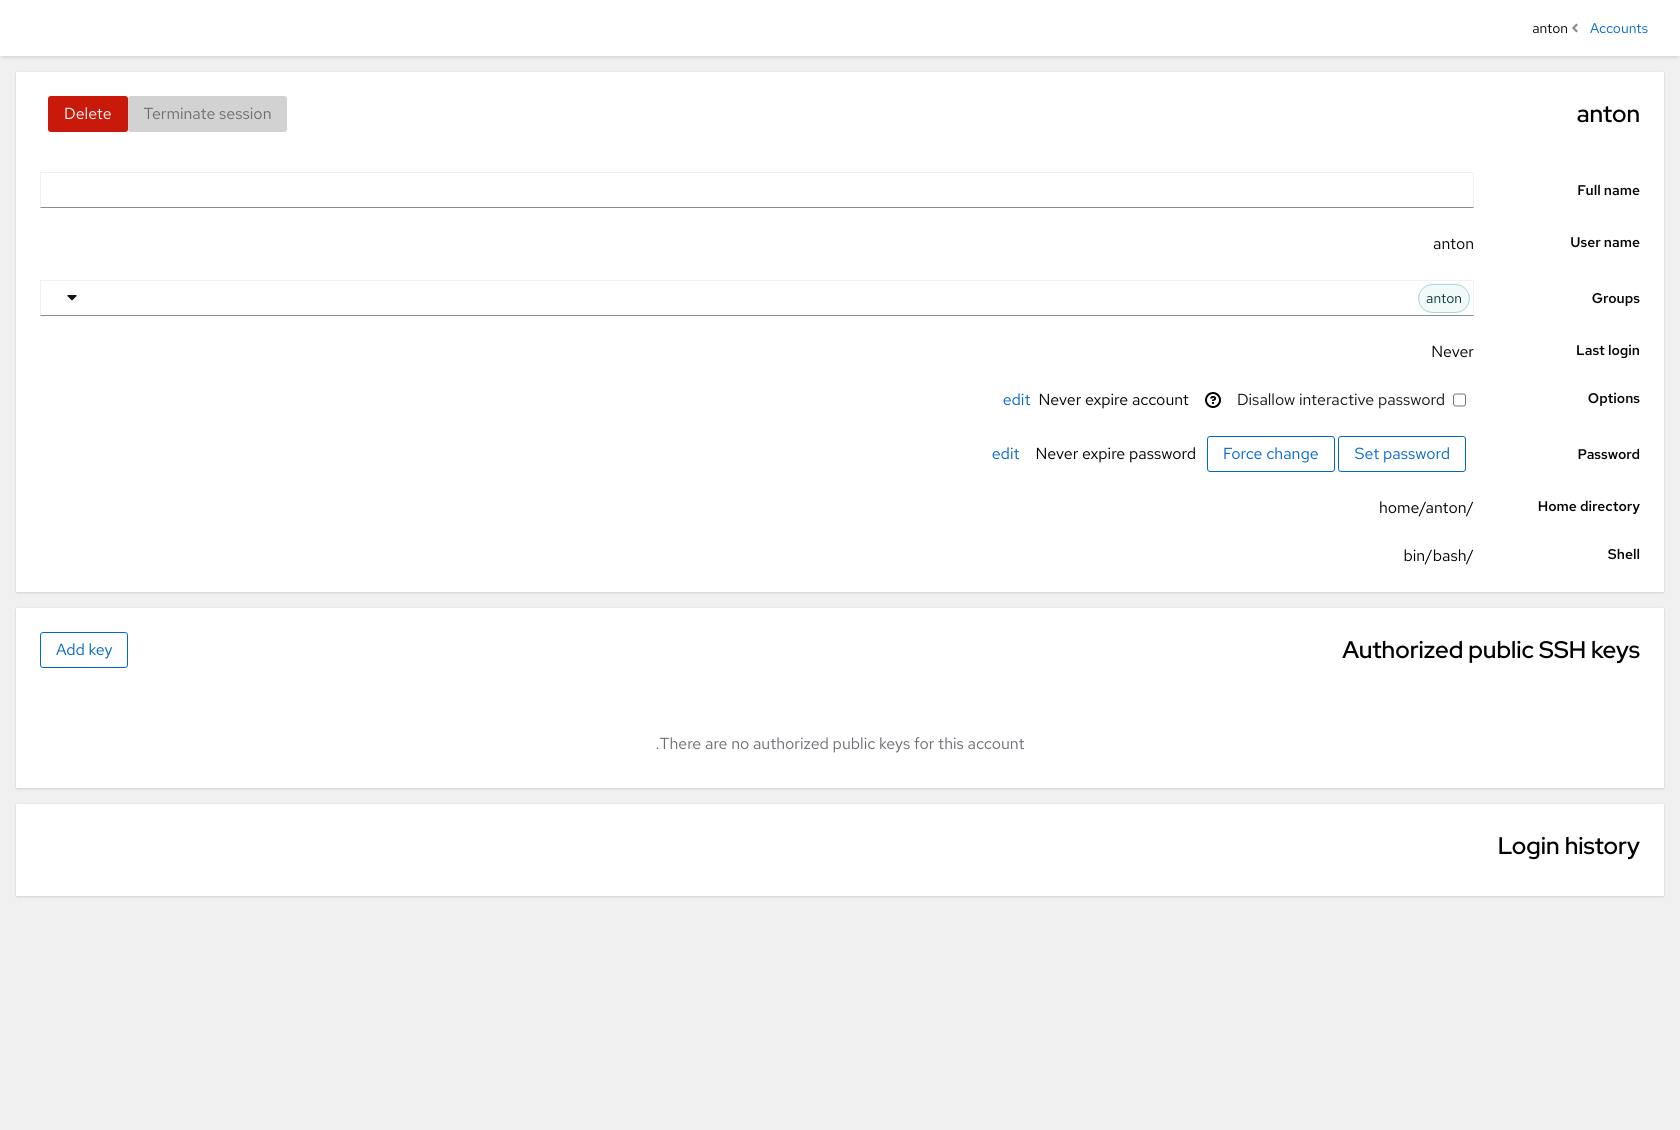 Accounts anton
anton
Terminate session Delete
Full name
User name anton
Groups anton
Last login Never
Options Disallow interactive password Never expire account edit
Password Set password Force change Never expire password edit
Home directory home/anton/
Shell bin/bash/
Authorized public SSH keys
Add key
.There are no authorized public keys for this account
Login history